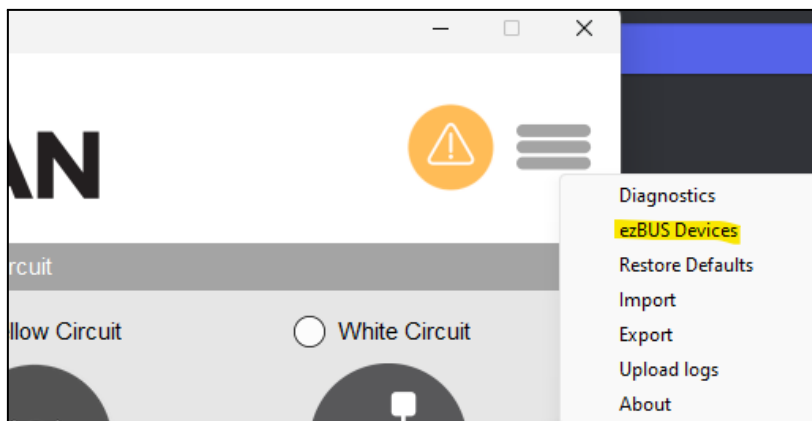 AN
Diagnostics
ezBUS Devices
rcuit
Restore Defaults
Import
llow Circuit
White Circuit
Export
Upload logs
About